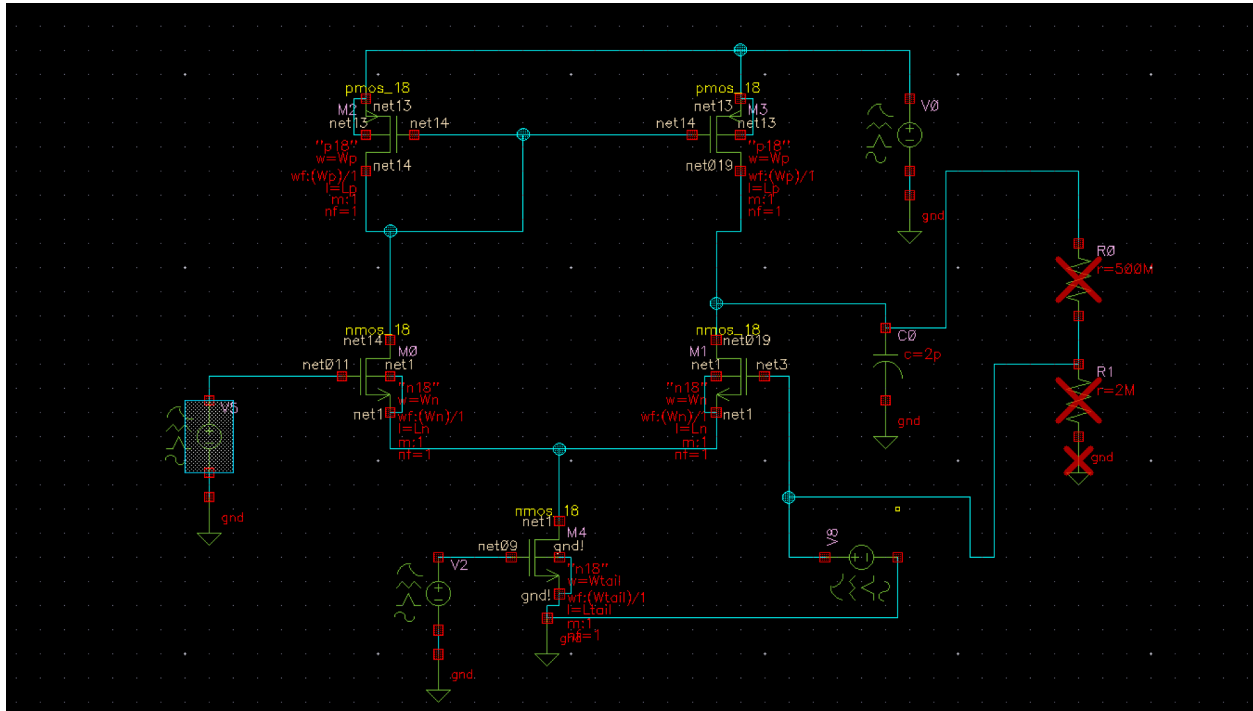 pmos_18
net13
M2
net13
net14
"p18"
w=Wp
net14
wf:(Wp)/1
l=Lp
m:1
nf=1
pmos_18
net13
M3
net14
net13
"p18"
w=Wp
net019
wf:(Wp)/1
l=Lp
m:1
nf=1
V0
gnd
R0
r=500M
nmos_18
net14
M0
net011
net1
"n18"
w=Wn
net1
wf:(Wn)/1
l=Ln
m:1
nf=1
nmos_18
net019
M1
net1
net3
"n18"
w=Wn
wf:(Wn)/1
net1
l=Ln
m:1
nf=1
C0
c=2p
gnd
R1
r=2M
gnd
V5
gnd
nmos_18
net1
M4
net09
gnd!
"n18"
w=Wtail
gnd!
wf:(Wtail)/1
l=Ltail
m:1
nf=1
V2
gnd
V8